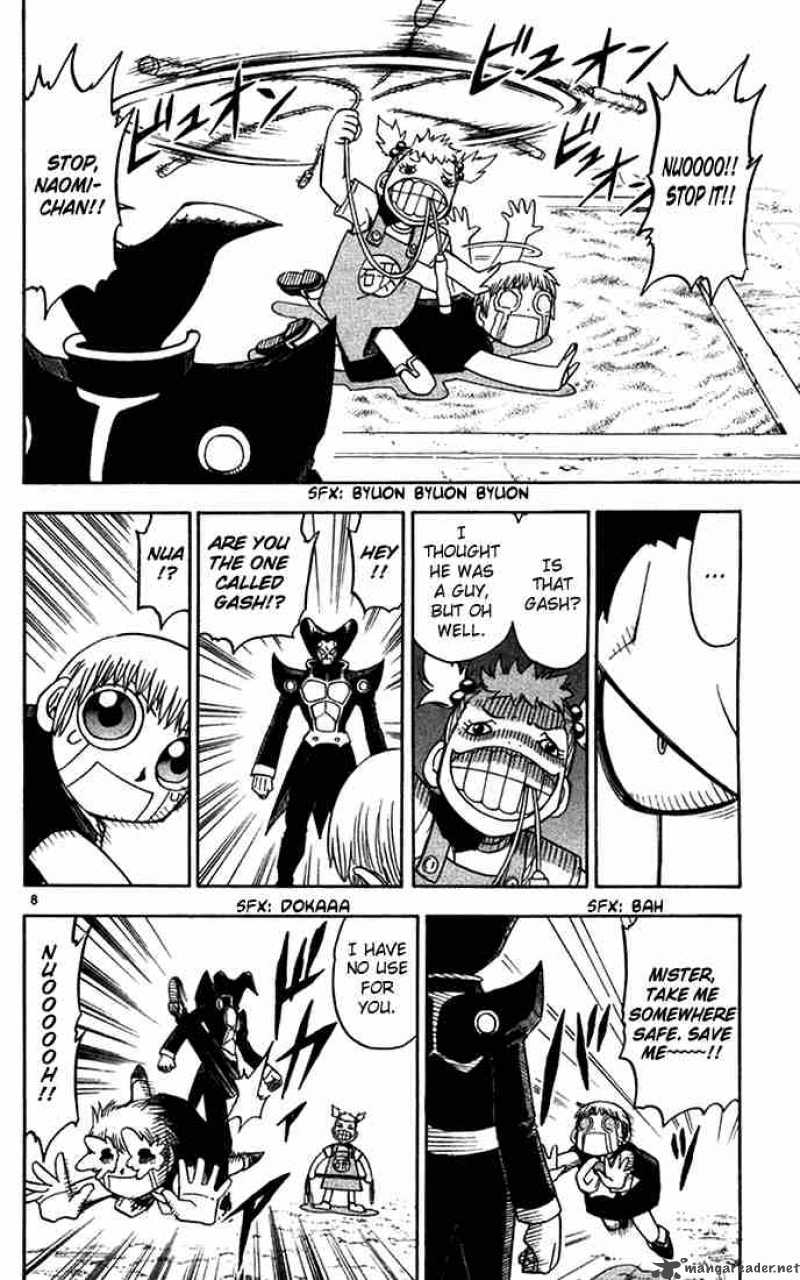 NUOOOO!!
STOP IT!!
ビュオン
ビュオン
ビュオン
STOP,
NAOMI-
CHAN!!
SFX: BYUON BYUON BYUON
...
IS
THAT
GASH?
I
THOUGHT
HE WAS
A GUY,
BUT OH
WELL.
HEY
!!
ARE YOU
THE ONE
CALLED
GASH!?
NUA
!?
8
SFX: DOKAAA
SFX: BAH
MISTER,
TAKE ME
SOMEWHERE
SAFE. SAVE
ME~~~~!!
I HAVE
NO USE
FOR
YOU.
NUOOOOOH!!
mangareader.net